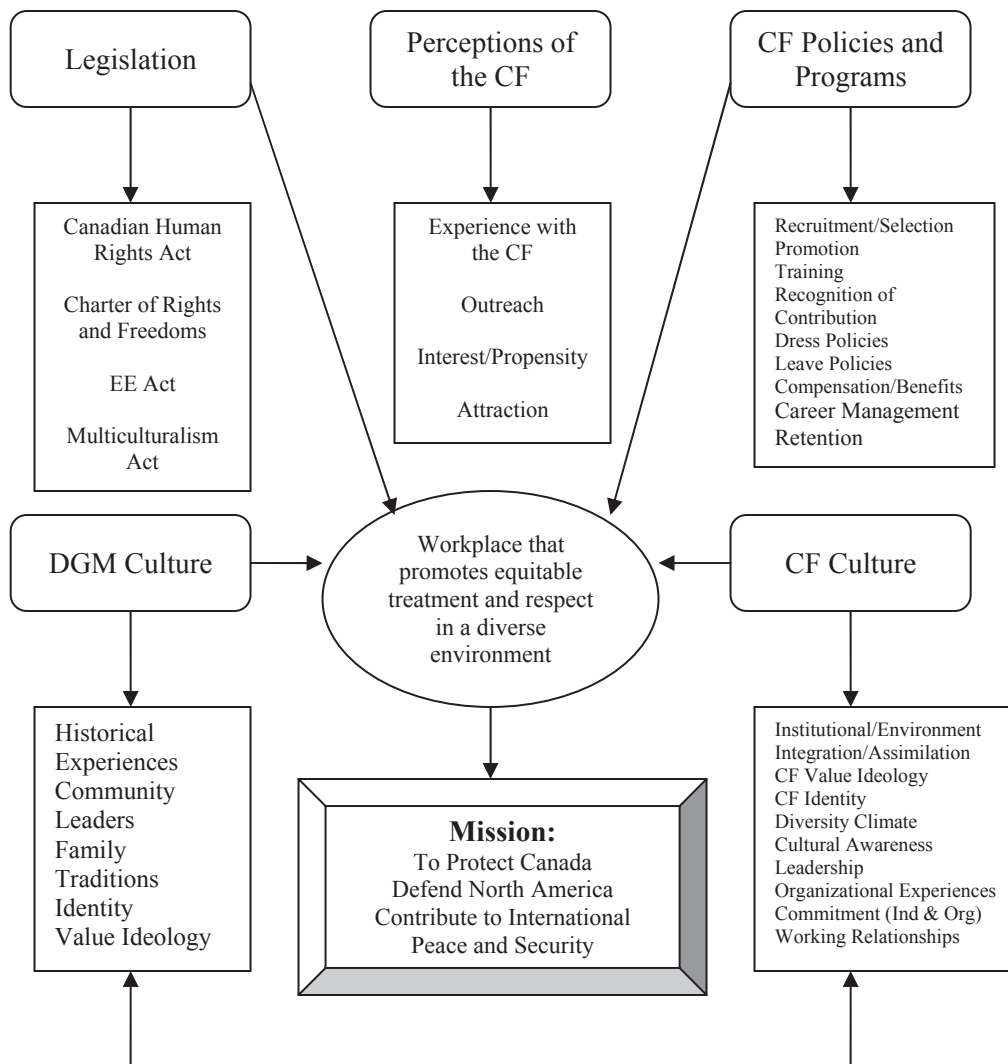 Legislation
Perceptions of
the CF
CF Policies and
Programs
Canadian Human
Rights Act
Charter of Rights
and Freedoms
EE Act
Multiculturalism
Act
Experience with
the CF
Outreach
Interest/Propensity
Attraction
Recruitment/Selection
Promotion
Training
Recognition of
Contribution
Dress Policies
Leave Policies
Compensation/Benefits
Career Management
Retention
DGM Culture
Workplace that
promotes equitable
treatment and respect
in a diverse
environment
CF Culture
Historical
Experiences
Community
Leaders
Family
Traditions
Identity
Value Ideology
Mission:
To Protect Canada
Defend North America
Contribute to International
Peace and Security
Institutional/Environment
Integration/Assimilation
CF Value Ideology
CF Identity
Diversity Climate
Cultural Awareness
Leadership
Organizational Experiences
Commitment (Ind & Org)
Working Relationships